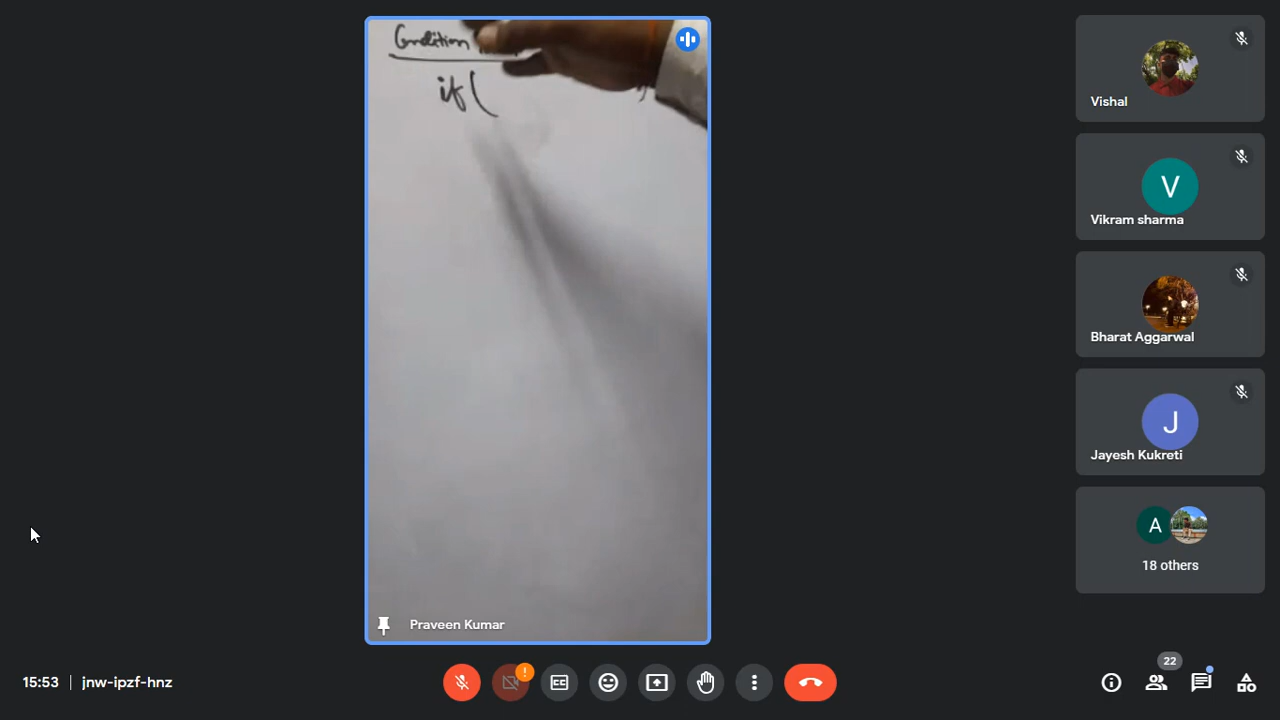 Condition
if(
Praveen Kumar
Vishal
V
Vikram sharma
Bharat Aggarwal
J
Jayesh Kukreti
A
18 others
15:53 | jnw-ipzf-hnz
!
22